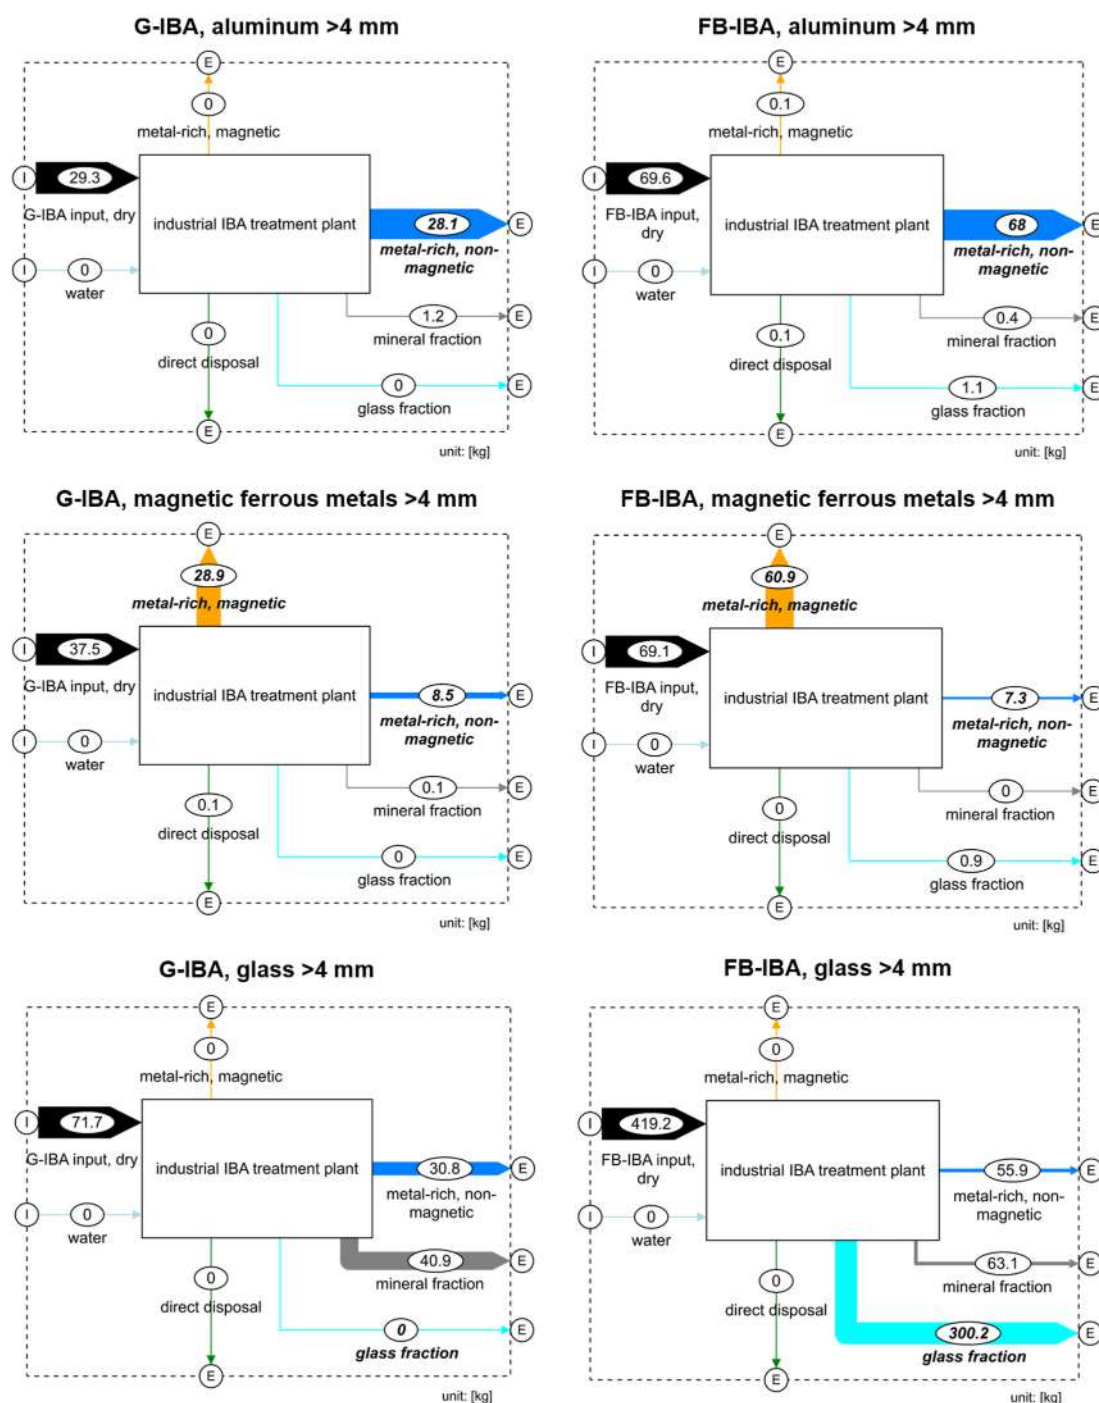 G-IBA, aluminum >4 mm
E
0
metal-rich, magnetic
I
29.3
G-IBA input, dry
industrial IBA treatment plant
28.1
E
metal-rich, non-
magnetic
I
0
water
0
direct disposal
1.2
E
mineral fraction
0
E
glass fraction
E
unit: [kg]
FB-IBA, aluminum >4 mm
E
0.1
metal-rich, magnetic
I
69.6
FB-IBA input,
dry
industrial IBA treatment plant
68
E
metal-rich, non-
magnetic
I
0
water
0.1
direct disposal
0.4
E
mineral fraction
1.1
E
glass fraction
E
unit: [kg]
G-IBA, magnetic ferrous metals >4 mm
E
28.9
metal-rich, magnetic
I
37.5
G-IBA input, dry
industrial IBA treatment plant
8.5
E
metal-rich, non-
magnetic
I
0
water
0.1
direct disposal
0.1
E
mineral fraction
0
E
glass fraction
E
unit: [kg]
FB-IBA, magnetic ferrous metals >4 mm
E
60.9
metal-rich, magnetic
I
69.1
FB-IBA input,
dry
industrial IBA treatment plant
7.3
E
metal-rich, non-
magnetic
I
0
water
0
direct disposal
0
E
mineral fraction
0.9
E
glass fraction
E
unit: [kg]
G-IBA, glass >4 mm
E
0
metal-rich, magnetic
I
71.7
G-IBA input, dry
industrial IBA treatment plant
30.8
E
metal-rich, non-
magnetic
I
0
water
0
direct disposal
40.9
E
mineral fraction
0
E
glass fraction
E
unit: [kg]
FB-IBA, glass >4 mm
E
0
metal-rich, magnetic
I
419.2
FB-IBA input,
dry
industrial IBA treatment plant
55.9
E
metal-rich, non-
magnetic
I
0
water
0
direct disposal
63.1
E
mineral fraction
300.2
E
glass fraction
E
unit: [kg]